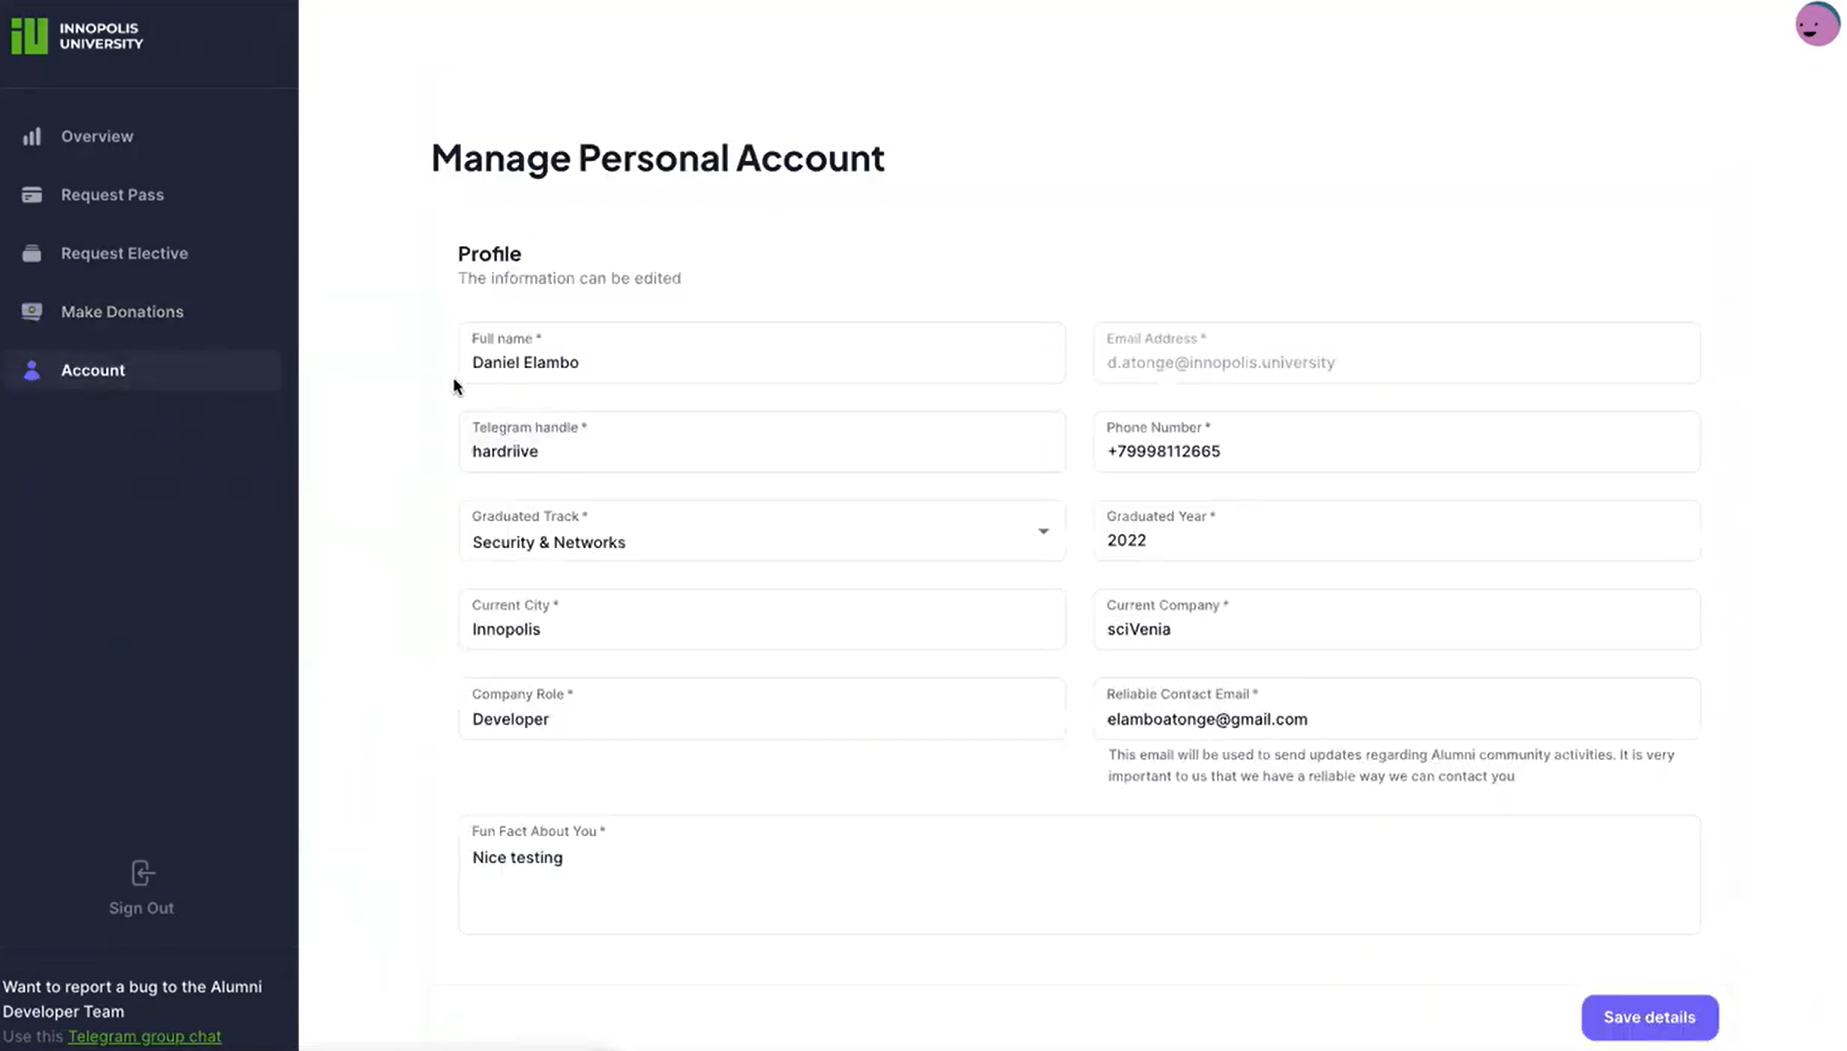 INNOPOLIS
UNIVERSITY
Overview
Request Pass
Request Elective
Make Donations
Account
Sign Out
Want to report a bug to the Alumni
Developer Team
Use this Telegram group chat
Manage Personal Account
Profile
The information can be edited
Full name *
Daniel Elambo
Email Address *
d.atonge@innopolis.university
Telegram handle *
hardriive
Phone Number *
+79998112665
Graduated Track *
Security & Networks
Graduated Year *
2022
Current City *
Innopolis
Current Company *
sciVenia
Company Role *
Developer
Reliable Contact Email *
elamboatonge@gmail.com
This email will be used to send updates regarding Alumni community activities. It is very
important to us that we have a reliable way we can contact you
Fun Fact About You *
Nice testing
Save details